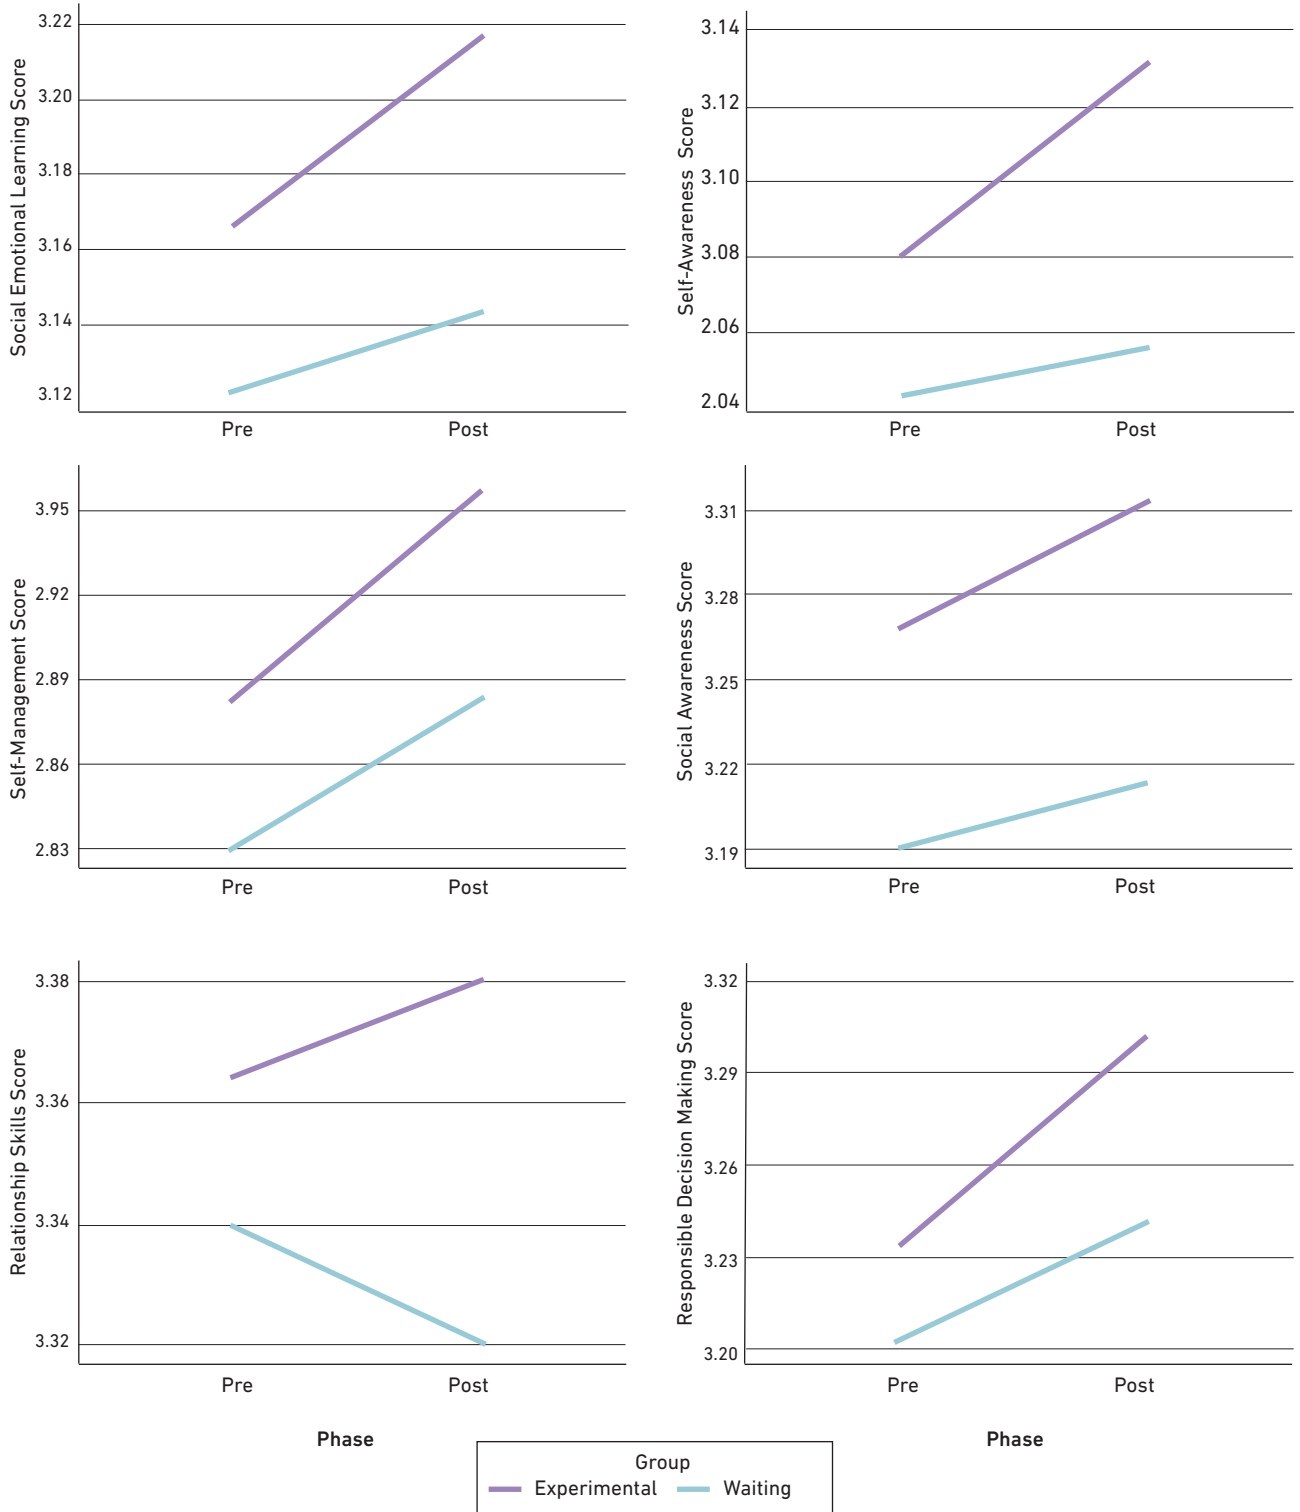 Social Emotional Learning Score
3.22
3.20
3.18
3.16
3.14
3.12
Pre Post
Self-Awareness Score
3.14
3.12
3.10
3.08
2.06
2.04
Pre Post
Self-Management Score
3.95
2.92
2.89
2.86
2.83
Pre Post
Social Awareness Score
3.31
3.28
3.25
3.22
3.19
Pre Post
Relationship Skills Score
3.38
3.36
3.34
3.32
Pre Post
Phase
Responsible Decision Making Score
3.32
3.29
3.26
3.23
3.20
Pre Post
Phase
Group
Experimental Waiting